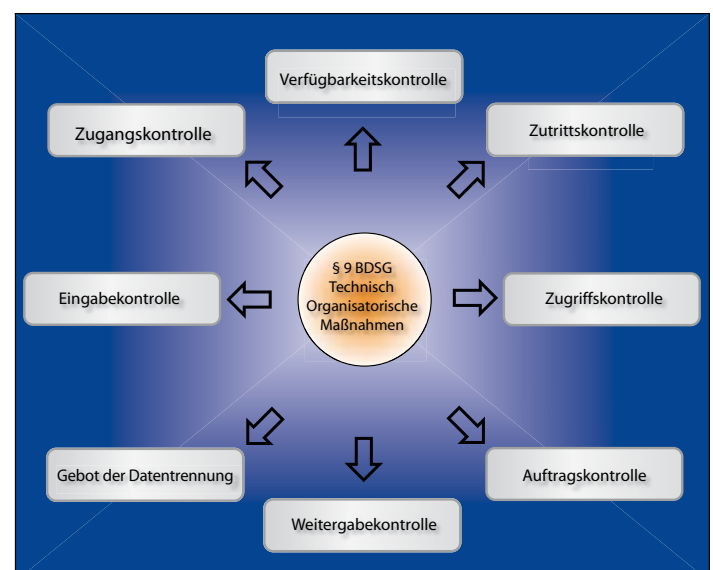 Verfügbarkeitskontrolle
Zugangskontrolle
Zutrittskontrolle
§ 9 BDSG
Technisch
Organisatorische
Maßnahmen
Eingabekontrolle
Zugriffskontrolle
Gebot der Datentrennung
Auftragskontrolle
Weitergabekontrolle